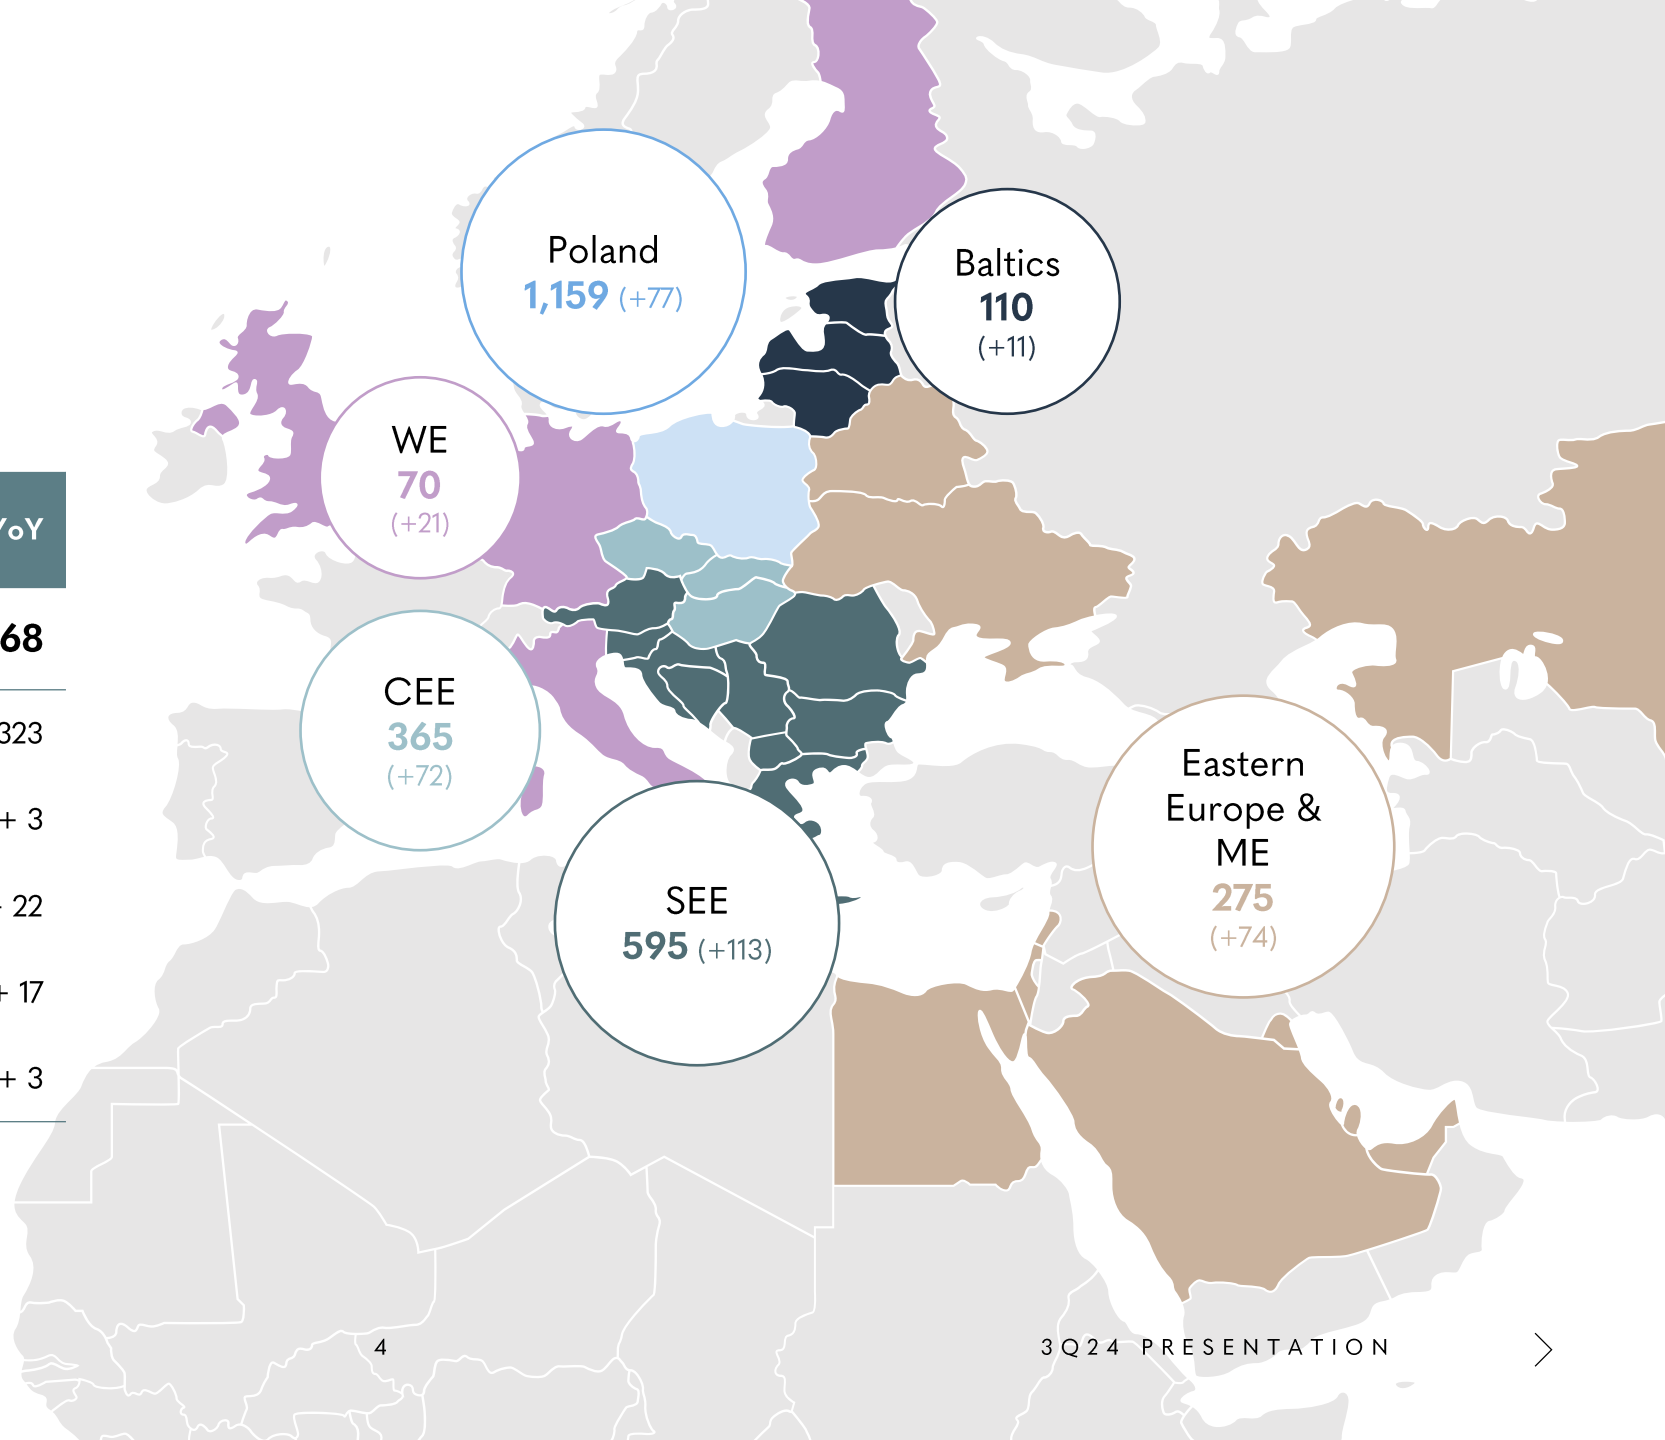 Poland
1,159 (+77)
Baltics
110
(+11)
WE
70
(+21)
YoY
68
323
+ 3
22
+ 17
+ 3
CEE
365
(+72)
SEE
595 (+113)
Eastern
Europe &
ME
275
(+74)
4
3Q24 PRESENTATION